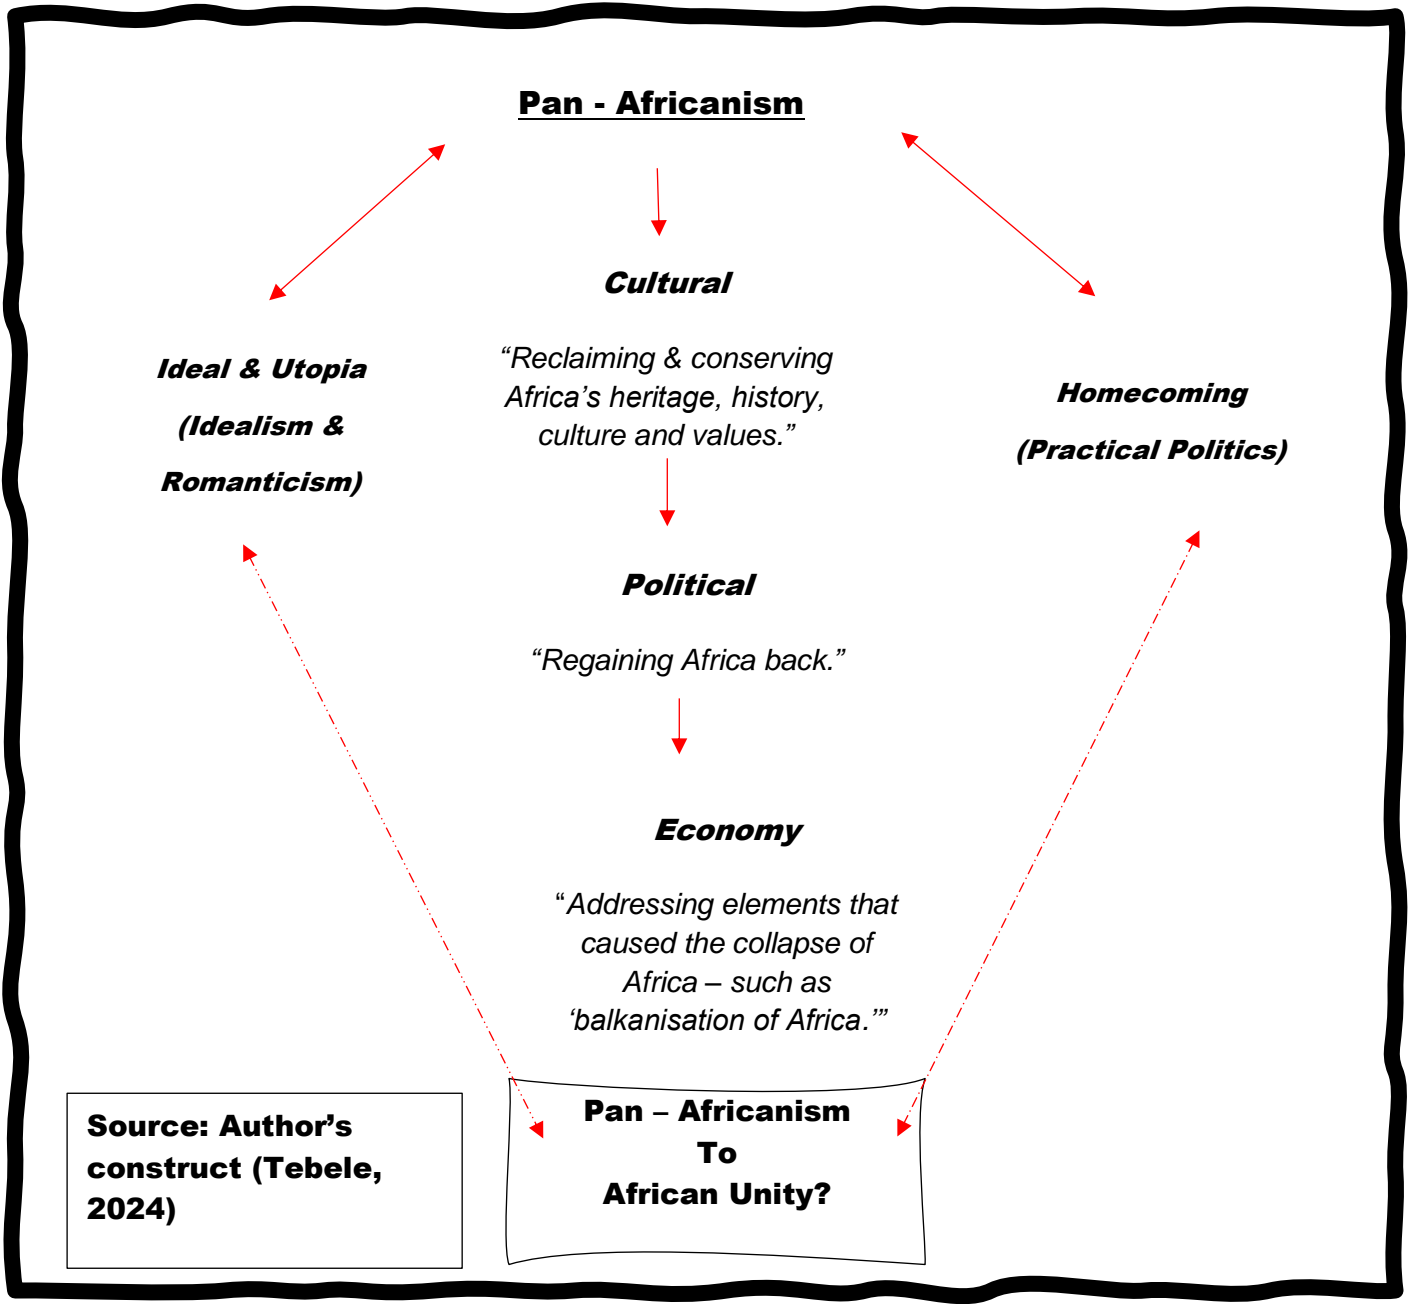 Pan - Africanism
Cultural
“Reclaiming & conserving
Africa’s heritage, history,
culture and values.”
Ideal & Utopia
(Idealism &
Romanticism)
Homecoming
(Practical Politics)
Political
“Regaining Africa back.”
Economy
“Addressing elements that
caused the collapse of
Africa – such as
‘balkanisation of Africa.’”
Pan – Africanism
To
African Unity?
Source: Author’s
construct (Tebele,
2024)